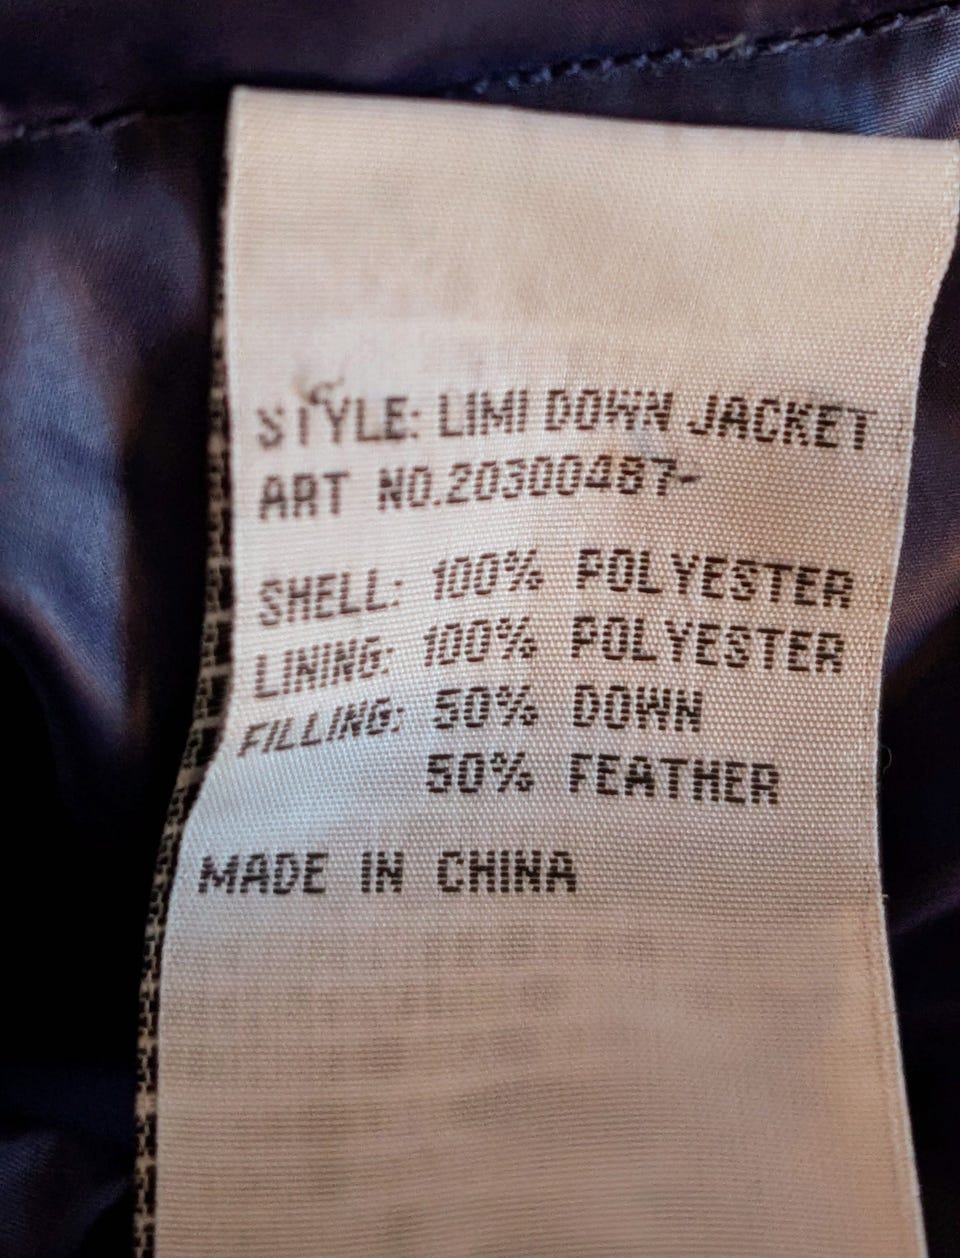 STYLE: LIMI DOWN JACKET
ART NO.20300487-
SHELL: 100% POLYESTER
LINING: 100% POLYESTER
FILLING: 50% DOWN
50% FEATHER
MADE IN CHINA